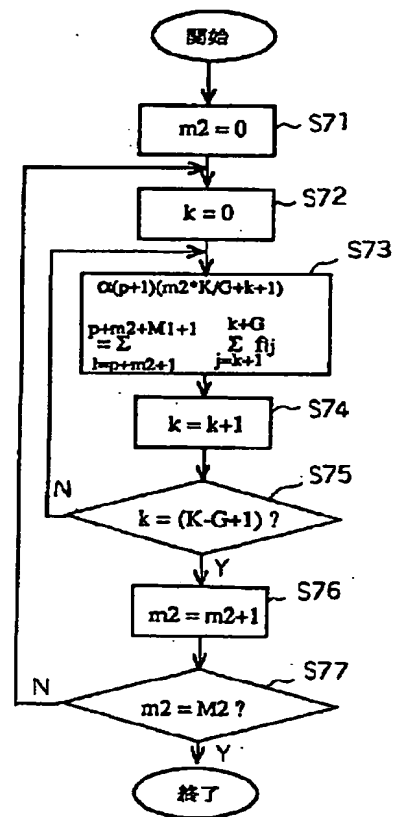 開始
m2 = 0
S71
k = 0
S72
S73
α(p+1)(m2*K/G+k+1)
p+m2+M1+1 k+G
= Σ Σ fij
i=p+m2+1 j=k+1
k = k+1
S74
S75
N
k = (K-G+1) ?
Y
S76
m2 = m2+1
S77
N
m2 = M2 ?
Y
終了